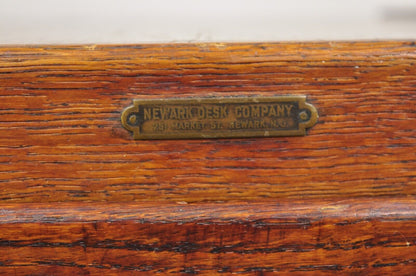 NEWARK DESK COMPANY
MARKET ST. NEWARK, N.J.